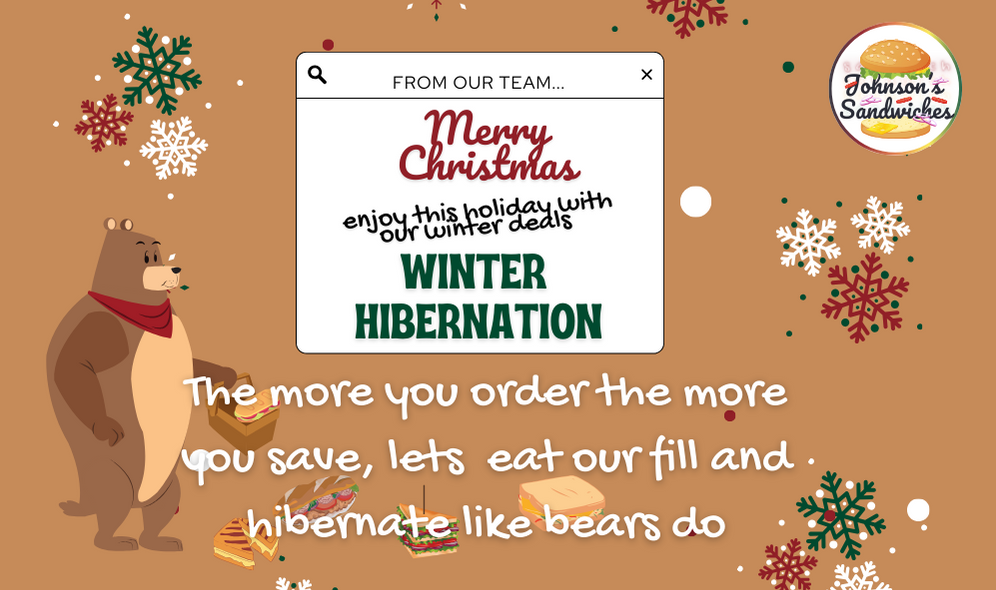 FROM OUR TEAM...
Johnson's
Sandwiches
Merry
Christmas
enjoy this holiday with
our winter deals
WINTER
HIBERNATION
The more you order the more
you save, lets eat our fill and
hibernate like bears do